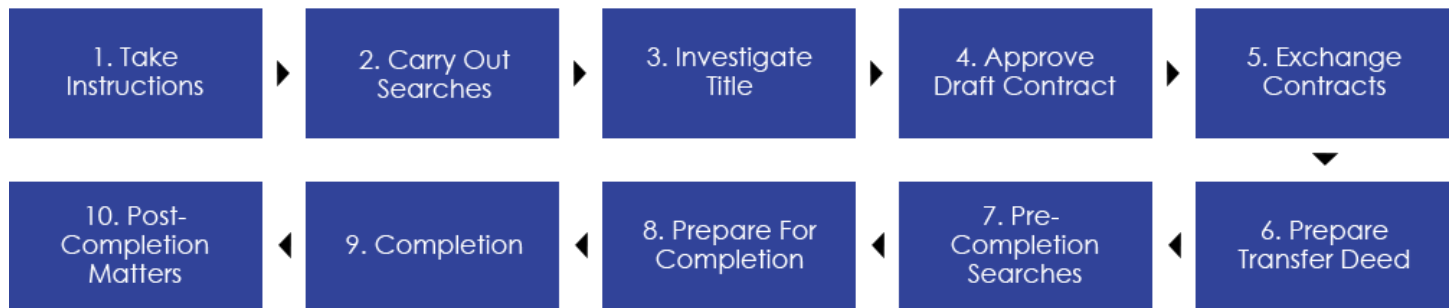 1. Take
Instructions
2. Carry Out
Searches
3. Investigate
Title
4. Approve
Draft Contract
5. Exchange
Contracts
6. Prepare
Transfer Deed
7. Pre-
Completion
Searches
8. Prepare For
Completion
9. Completion
10. Post-
Completion
Matters